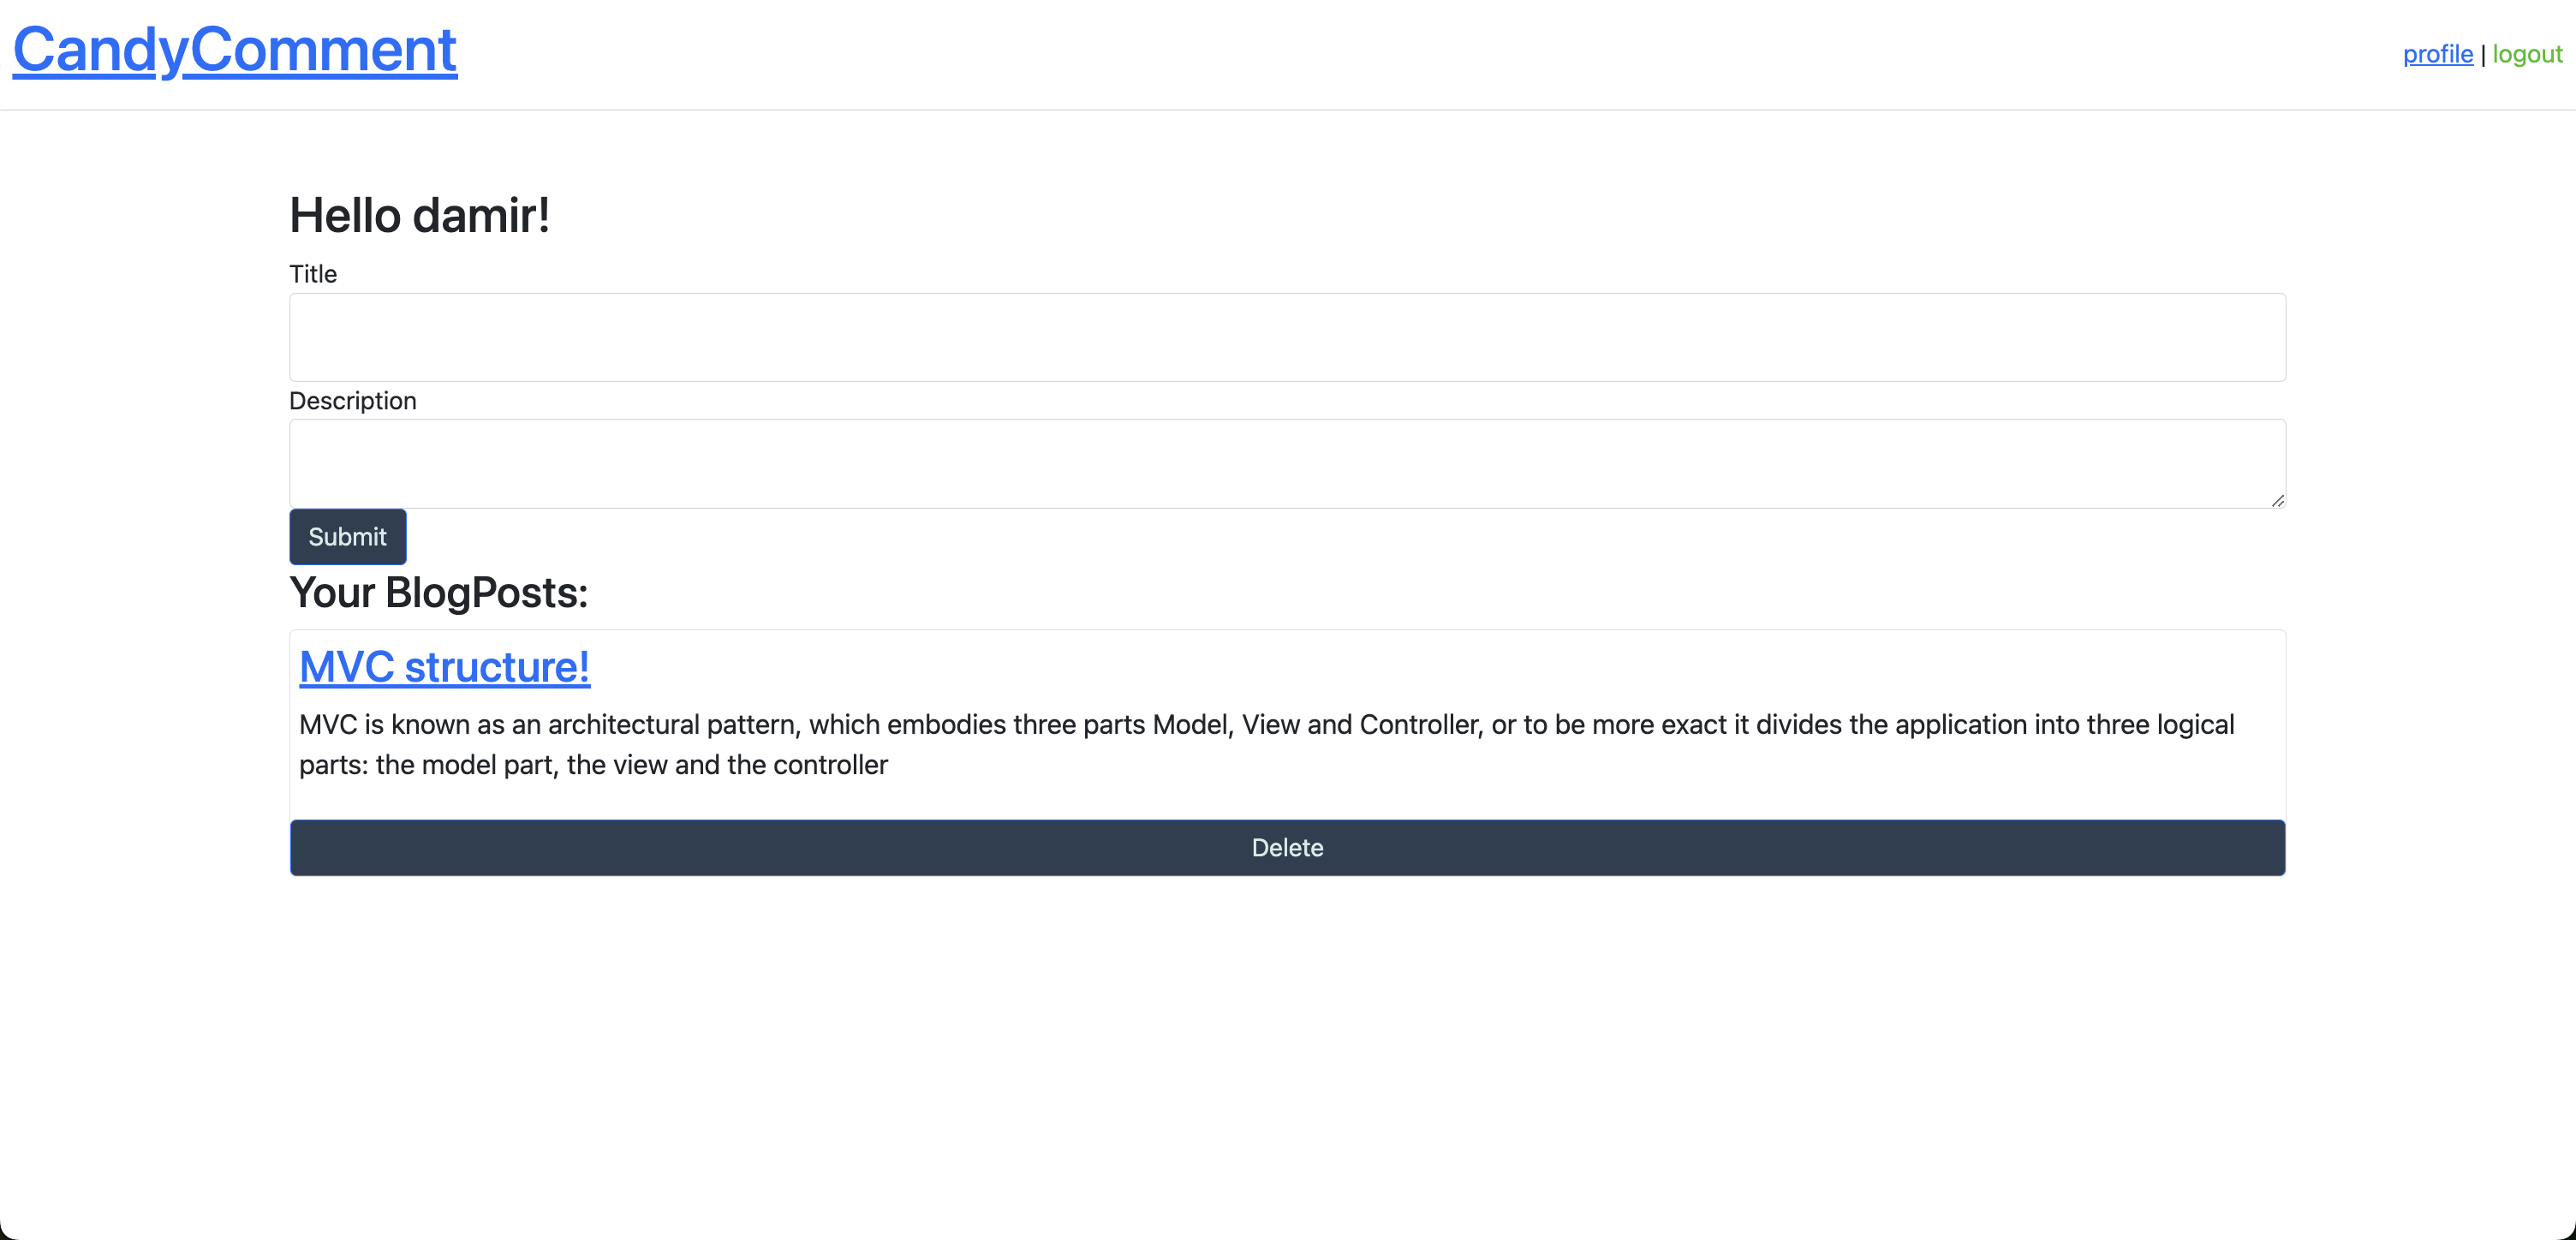 CandyComment
profile | logout
Hello damir!
Title
Description
Submit
Your BlogPosts:
MVC structure!
MVC is known as an architectural pattern, which embodies three parts Model, View and Controller, or to be more exact it divides the application into three logical
parts: the model part, the view and the controller
Delete